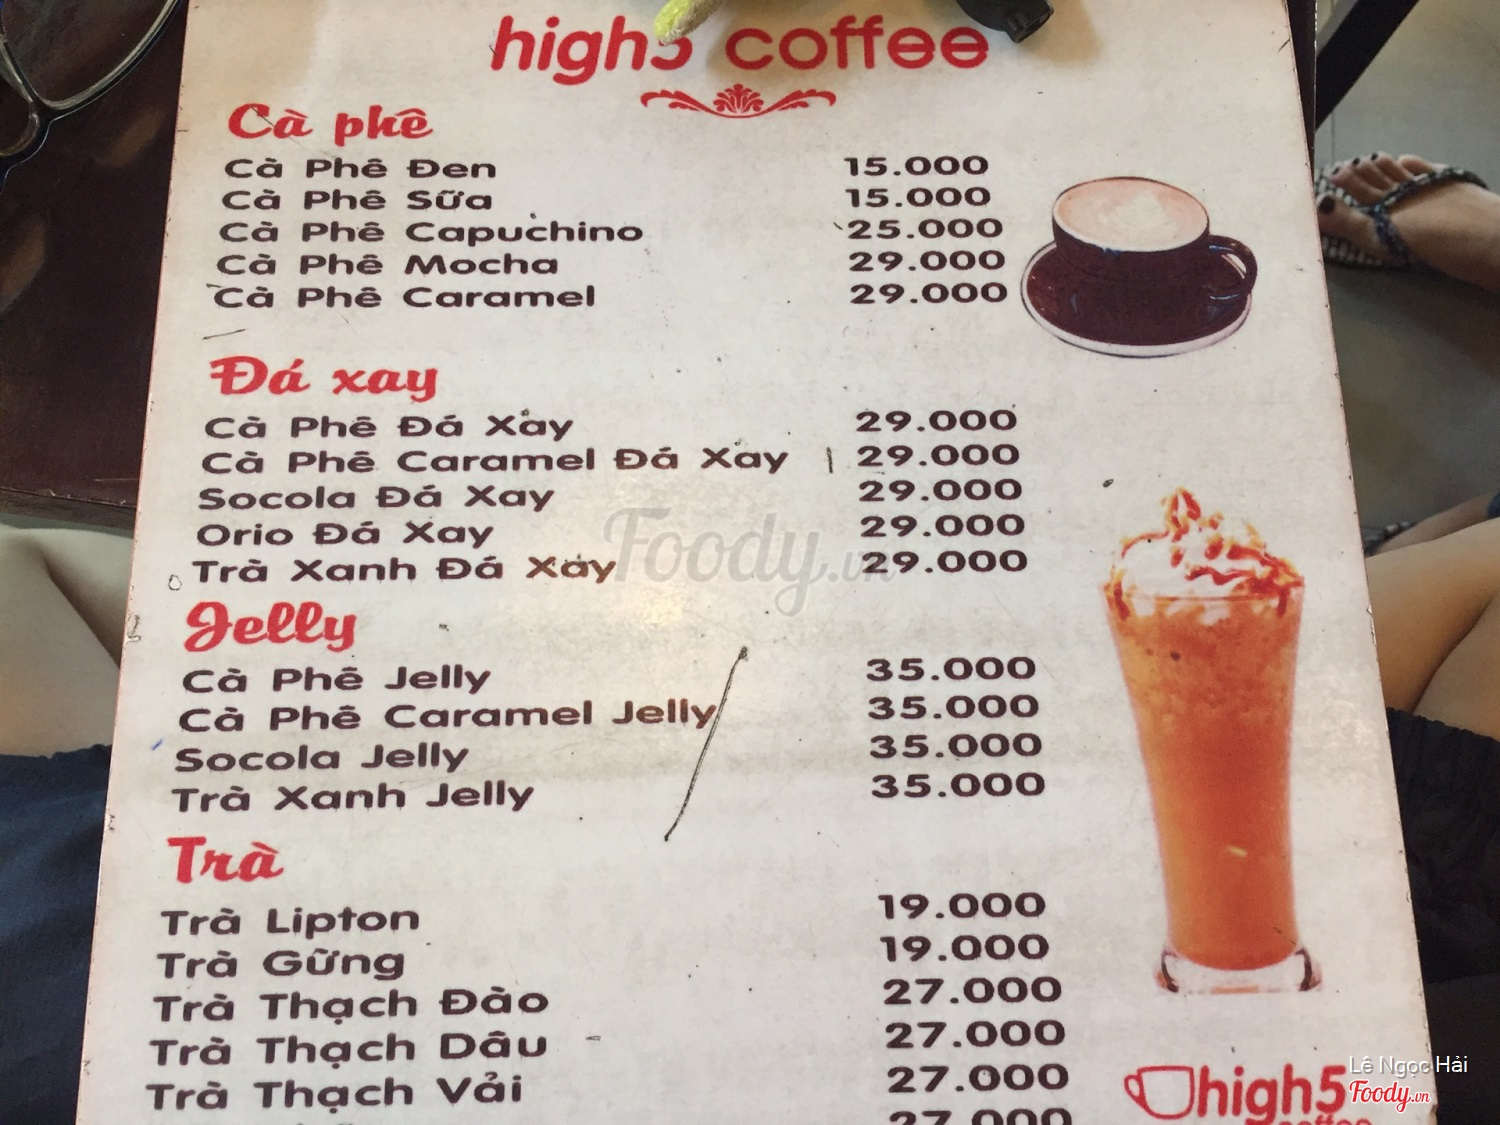 high5 coffee
Cà phê
Cà Phê Đen 15.000
Cà Phê Sữa 15.000
Cà Phê Capuchino 25.000
Cà Phê Mocha 29.000
Cà Phê Caramel 29.000
Đá xay
Cà Phê Đá Xay 29.000
Cà Phê Caramel Đá Xay 29.000
Socola Đá Xay 29.000
Orio Đá Xay 29.000
Trà Xanh Đá Xay 29.000
Foody.vn
Jelly
Cà Phê Jelly 35.000
Cà Phê Caramel Jelly 35.000
Socola Jelly 35.000
Trà Xanh Jelly 35.000
Trà
Trà Lipton 19.000
Trà Gừng 19.000
Trà Thạch Đào 27.000
Trà Thạch Dâu 27.000
Trà Thạch Vải 27.000
27.000
high5
coffee
Lê Ngọc Hải
Foody.vn